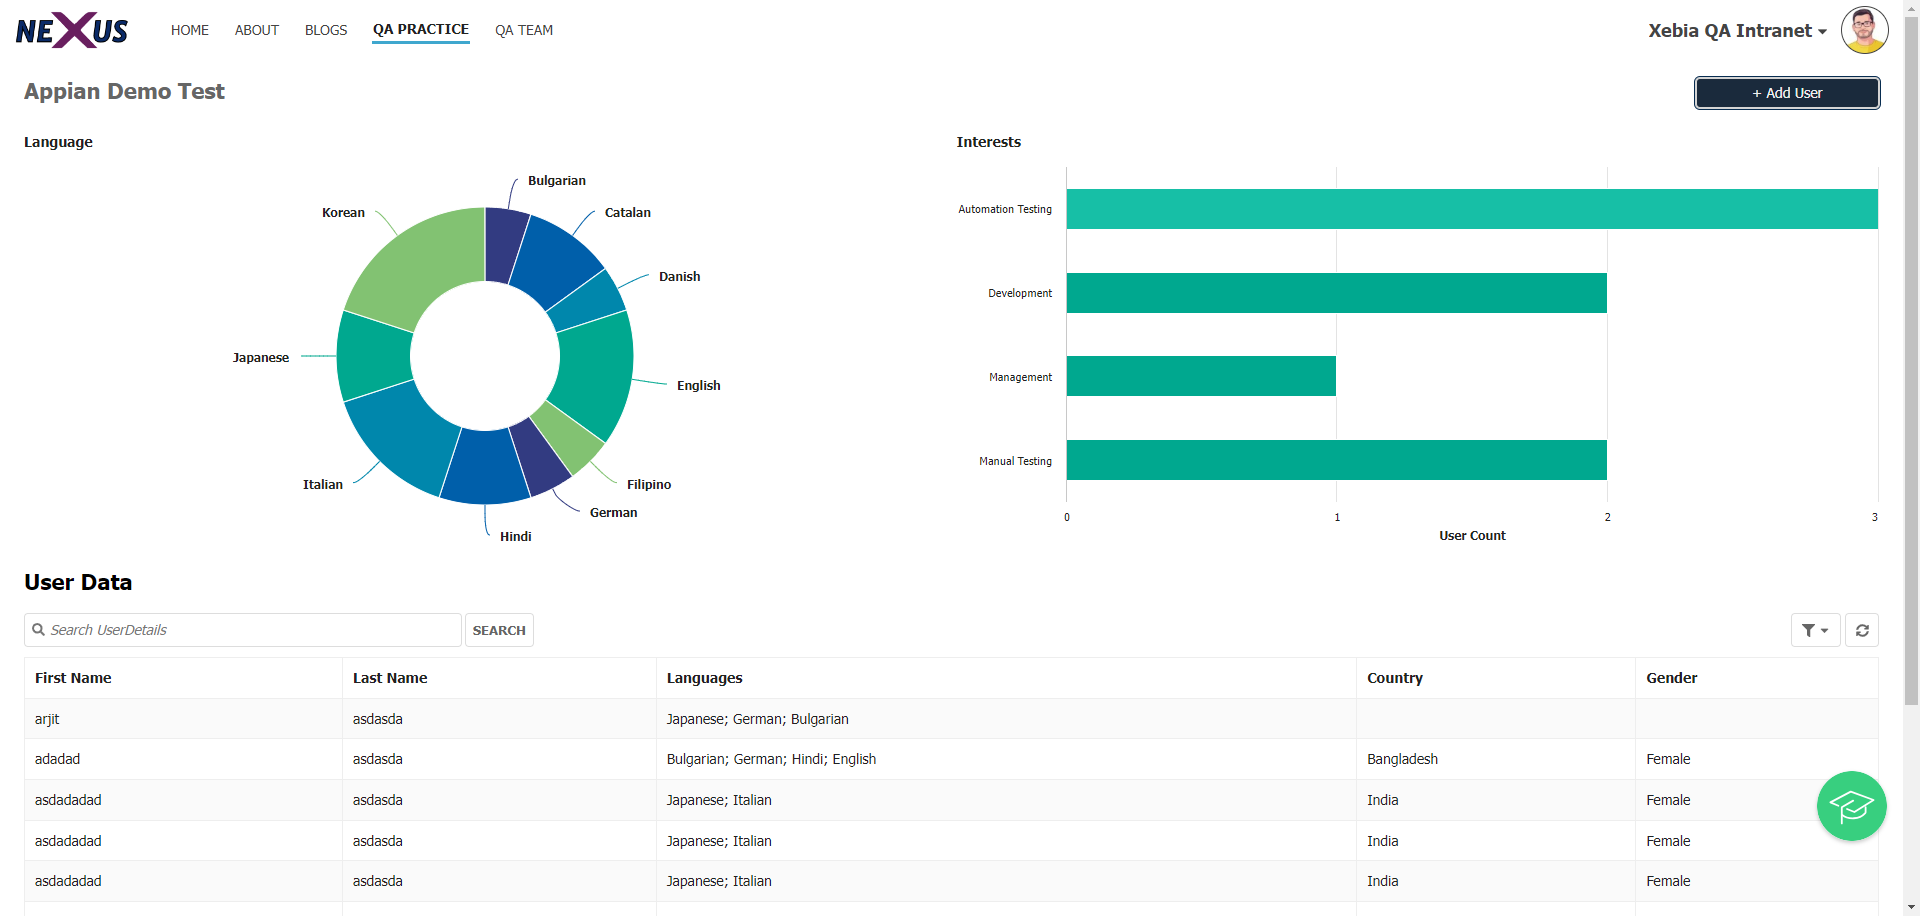 NEXUS HOME ABOUT BLOGS QA PRACTICE QA TEAM Xebia QA Intranet
Appian Demo Test
+ Add User
Language
Bulgarian
Catalan
Danish
English
Filipino
German
Hindi
Italian
Japanese
Korean
Interests
Automation Testing
Development
Management
Manual Testing
0 1 2 3
User Count
User Data
Search UserDetails SEARCH
First Name Last Name Languages Country Gender
arjit asdasda Japanese; German; Bulgarian
adadad asdasda Bulgarian; German; Hindi; English Bangladesh Female
asdadadad asdasda Japanese; Italian India Female
asdadadad asdasda Japanese; Italian India Female
asdadadad asdasda Japanese; Italian India Female